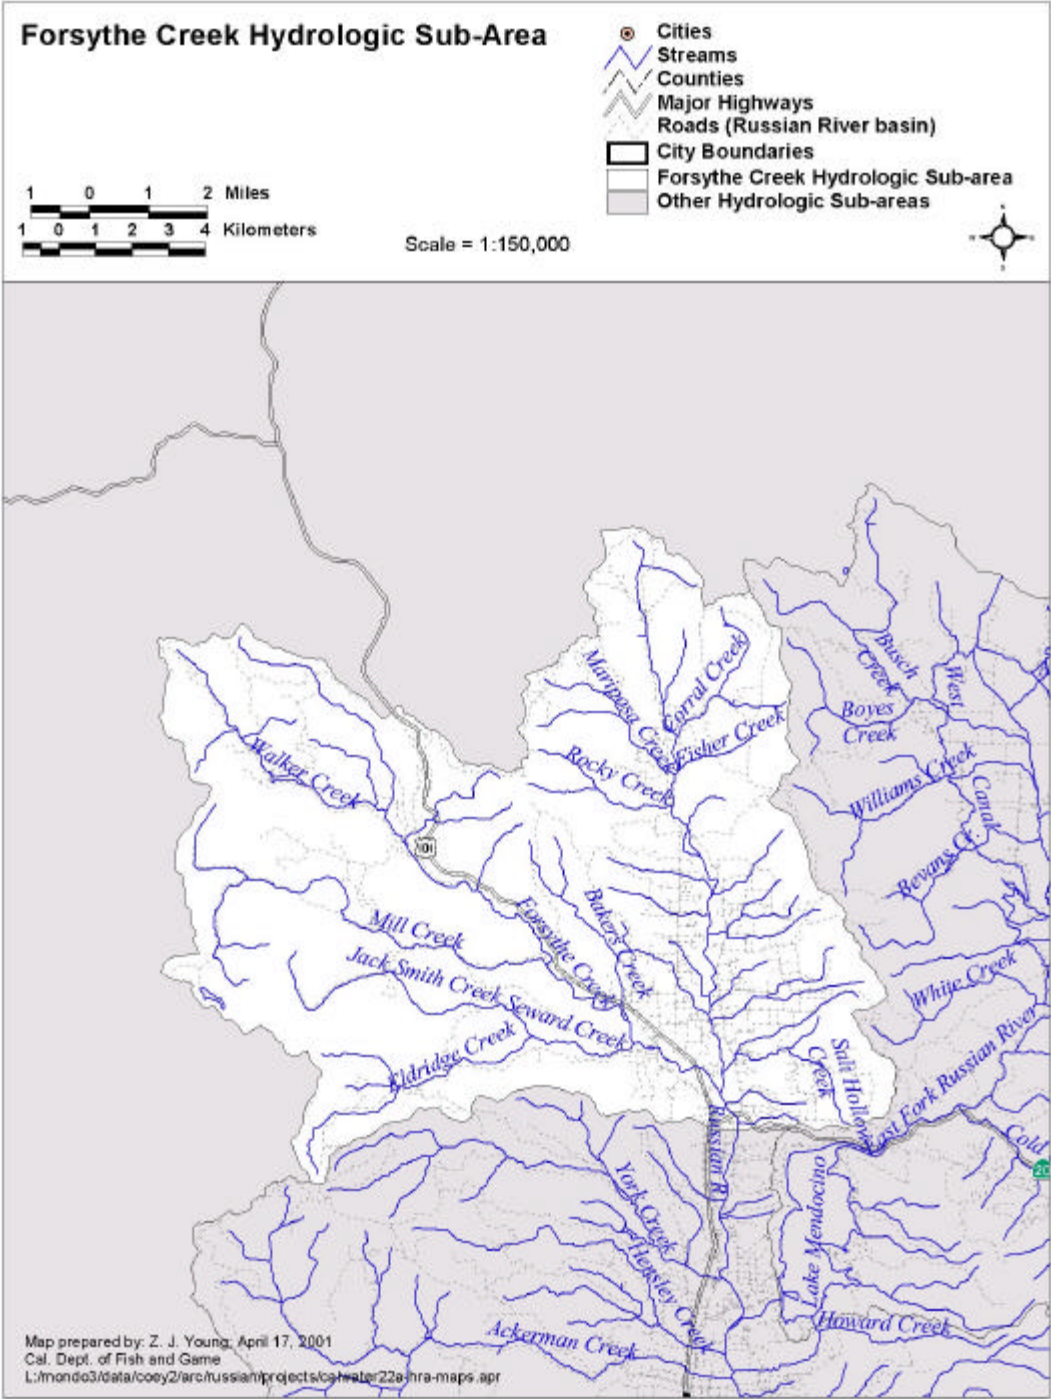 Forsythe Creek Hydrologic Sub-Area
Cities
Streams
Counties
Major Highways
Roads (Russian River basin)
City Boundaries
Forsythe Creek Hydrologic Sub-area
Other Hydrologic Sub-areas
1 0 1 2 Miles
1 0 1 2 3 4 Kilometers
Scale = 1:150,000
Busch
Creek
West
Mariposa Creek
Corral Creek
Boyes
Creek
Fisher Creek
Walker Creek
Rocky Creek
Williams Creek
Canal
101
Bevans Cr.
Bakers Creek
Forsythe Creek
Mill Creek
Jack Smith Creek
Seward Creek
White Creek
Eldridge Creek
Salt Hollow
Creek
East Fork Russian River
Russian R
Cold
20
York Creek
Lake Mendocino
Hensley Creek
Howard Creek
Ackerman Creek
Map prepared by: Z. J. Young, April 17, 2001
Cal. Dept. of Fish and Game
L:/mondo3/data/coey2/arc/russian/projects/calwater22a-hra-maps.apr